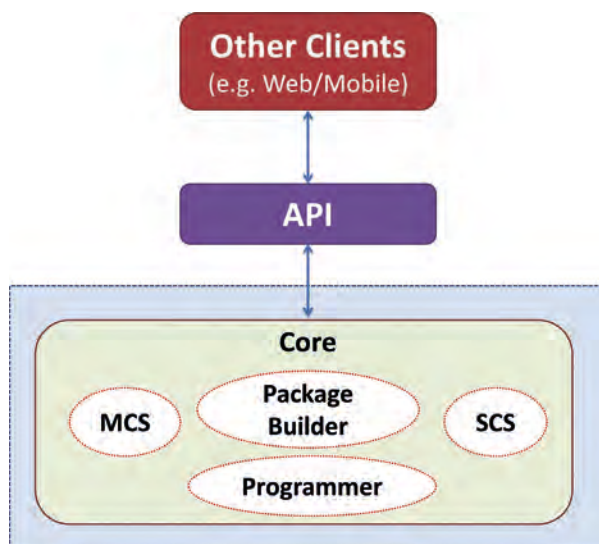 Other Clients
(e.g. Web/Mobile)
API
Core
Package
Builder
MCS
SCS
Programmer